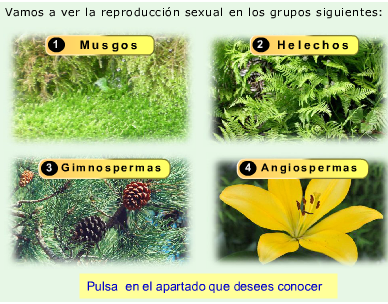 Vamos a ver la reproducción sexual en los grupos siguientes:
1 Musgos
2 Helechos
3 Gimnospermas
4 Angiospermas
Pulsa en el apartado que desees conocer